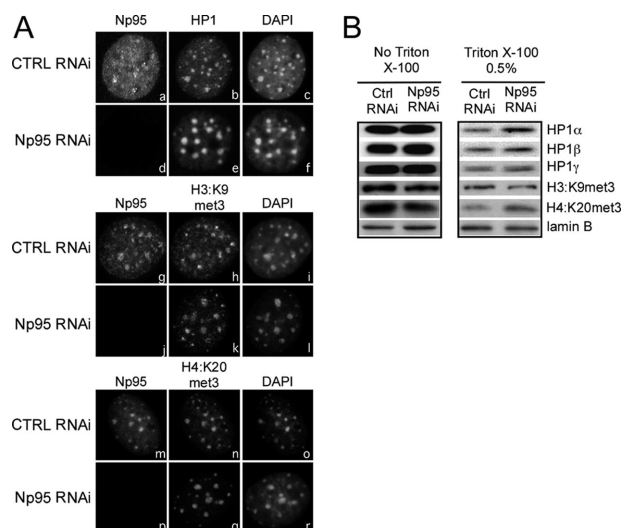 A
Np95 HP1 DAPI
CTRL RNAi
a b c
Np95 RNAi
d e f
Np95 H3:K9 met3 DAPI
CTRL RNAi
g h i
Np95 RNAi
j k l
Np95 H4:K20 met3 DAPI
CTRL RNAi
m n o
Np95 RNAi
p q r
B
No Triton X-100
Triton X-100 0.5%
Ctrl RNAi Np95 RNAi Ctrl RNAi Np95 RNAi
HP1α
HP1β
HP1γ
H3:K9met3
H4:K20met3
lamin B